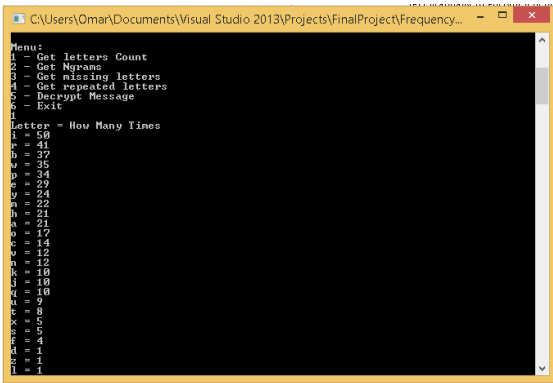 C:\Users\Omar\Documents\Visual Studio 2013\Projects\FinalProject\Frequency...
Menu:
1 - Get letters Count
2 - Get Ngrams
3 - Get missing letters
4 - Get repeated letters
5 - Decrypt Message
6 - Exit
1
Letter = How Many Times
i = 50
r = 41
b = 37
w = 35
p = 34
e = 29
y = 24
m = 22
h = 21
a = 21
o = 17
c = 14
v = 12
n = 12
k = 10
j = 10
q = 10
u = 9
t = 8
x = 5
s = 5
f = 4
d = 1
z = 1
l = 1